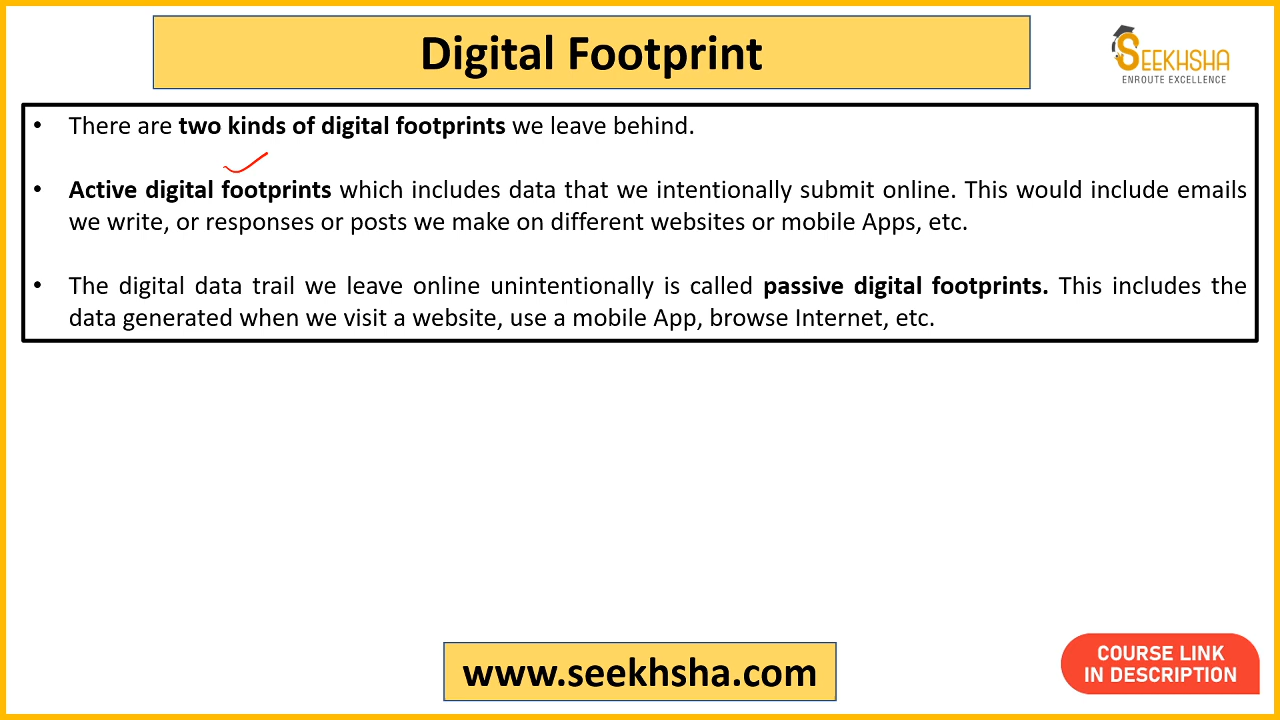 Digital Footprint
SEEKHSHA
ENROUTE EXCELLENCE
• There are two kinds of digital footprints we leave behind.
• Active digital footprints which includes data that we intentionally submit online. This would include emails
we write, or responses or posts we make on different websites or mobile Apps, etc.
• The digital data trail we leave online unintentionally is called passive digital footprints. This includes the
data generated when we visit a website, use a mobile App, browse Internet, etc.
www.seekhsha.com
COURSE LINK
IN DESCRIPTION